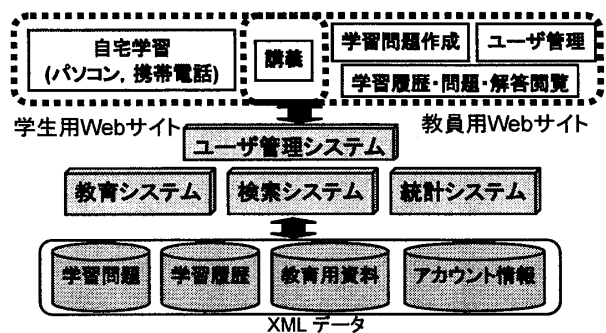 自宅学習
(パソコン, 携帯電話)
講義
学習問題作成
ユーザ管理
学習履歴・問題・解答閲覧
学生用Webサイト
教員用Webサイト
ユーザ管理システム
教育システム
検索システム
統計システム
学習問題
学習履歴
教育用資料
アカウント情報
XML データ